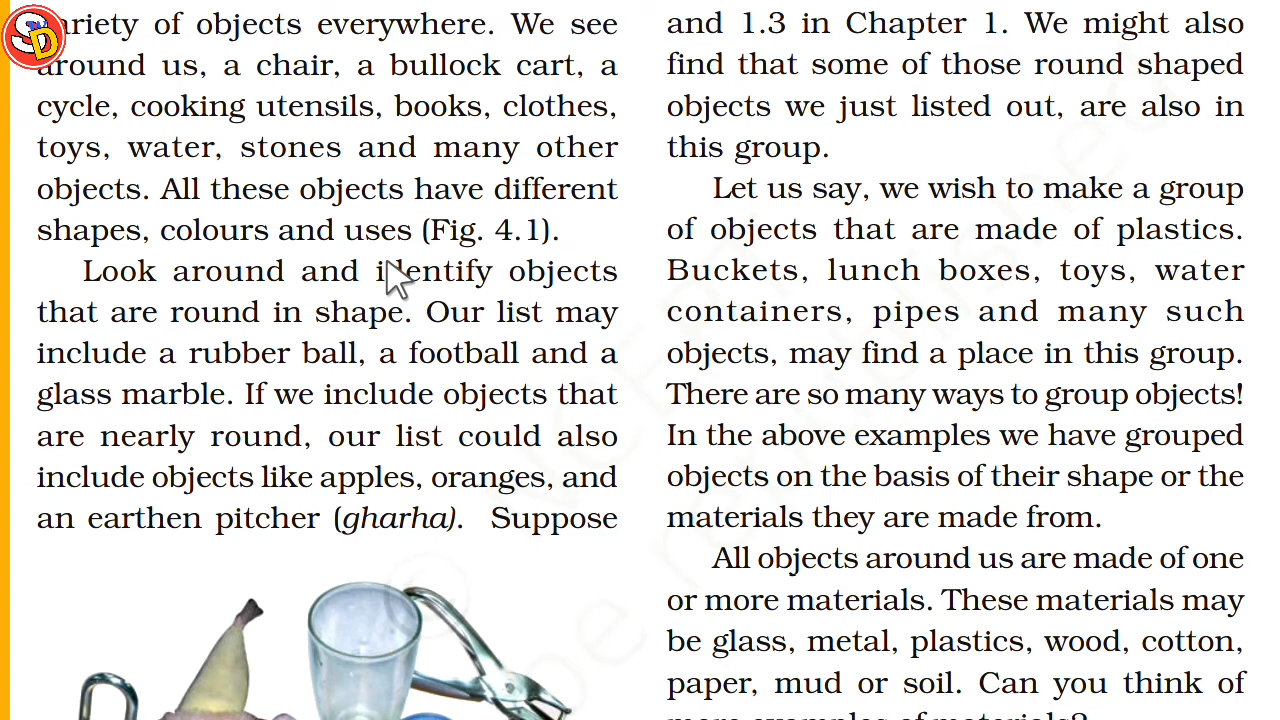 SD
variety of objects everywhere. We see
around us, a chair, a bullock cart, a
cycle, cooking utensils, books, clothes,
toys, water, stones and many other
objects. All these objects have different
shapes, colours and uses (Fig. 4.1).
Look around and identify objects
that are round in shape. Our list may
include a rubber ball, a football and a
glass marble. If we include objects that
are nearly round, our list could also
include objects like apples, oranges, and
an earthen pitcher (gharha). Suppose
and 1.3 in Chapter 1. We might also
find that some of those round shaped
objects we just listed out, are also in
this group.
Let us say, we wish to make a group
of objects that are made of plastics.
Buckets, lunch boxes, toys, water
containers, pipes and many such
objects, may find a place in this group.
There are so many ways to group objects!
In the above examples we have grouped
objects on the basis of their shape or the
materials they are made from.
All objects around us are made of one
or more materials. These materials may
be glass, metal, plastics, wood, cotton,
paper, mud or soil. Can you think of
more examples of materials?